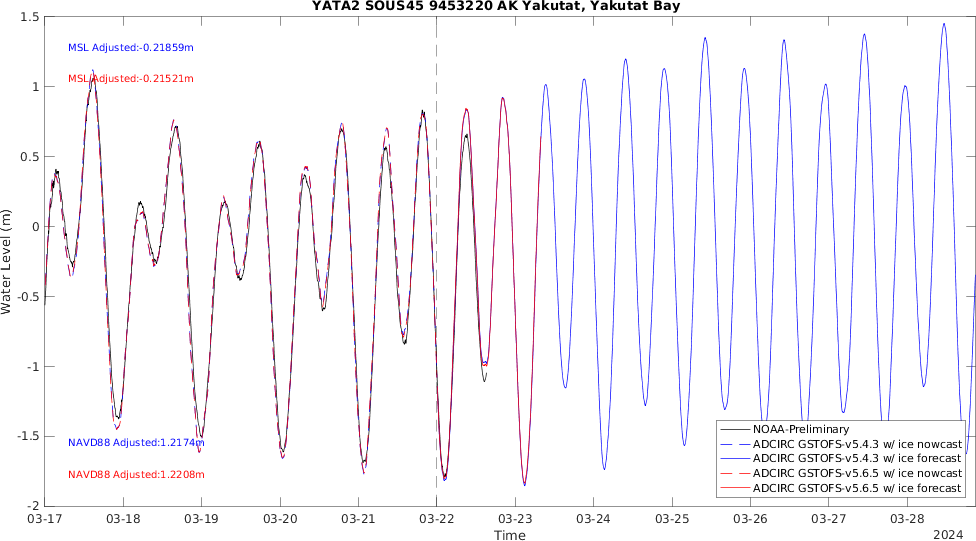 YATA2 SOUS45 9453220 AK Yakutat, Yakutat Bay
1.5
MSL Adjusted:-0.21859m
MSL Adjusted:-0.21521m
1
0.5
0
Water Level (m)
-0.5
-1
-1.5
NAVD88 Adjusted:1.2174m
NAVD88 Adjusted:1.2208m
-2
NOAA-Preliminary
ADCIRC GSTOFS-v5.4.3 w/ ice nowcast
ADCIRC GSTOFS-v5.4.3 w/ ice forecast
ADCIRC GSTOFS-v5.6.5 w/ ice nowcast
ADCIRC GSTOFS-v5.6.5 w/ ice forecast
03-17 03-18 03-19 03-20 03-21 03-22 03-23 03-24 03-25 03-26 03-27 03-28
Time
2024